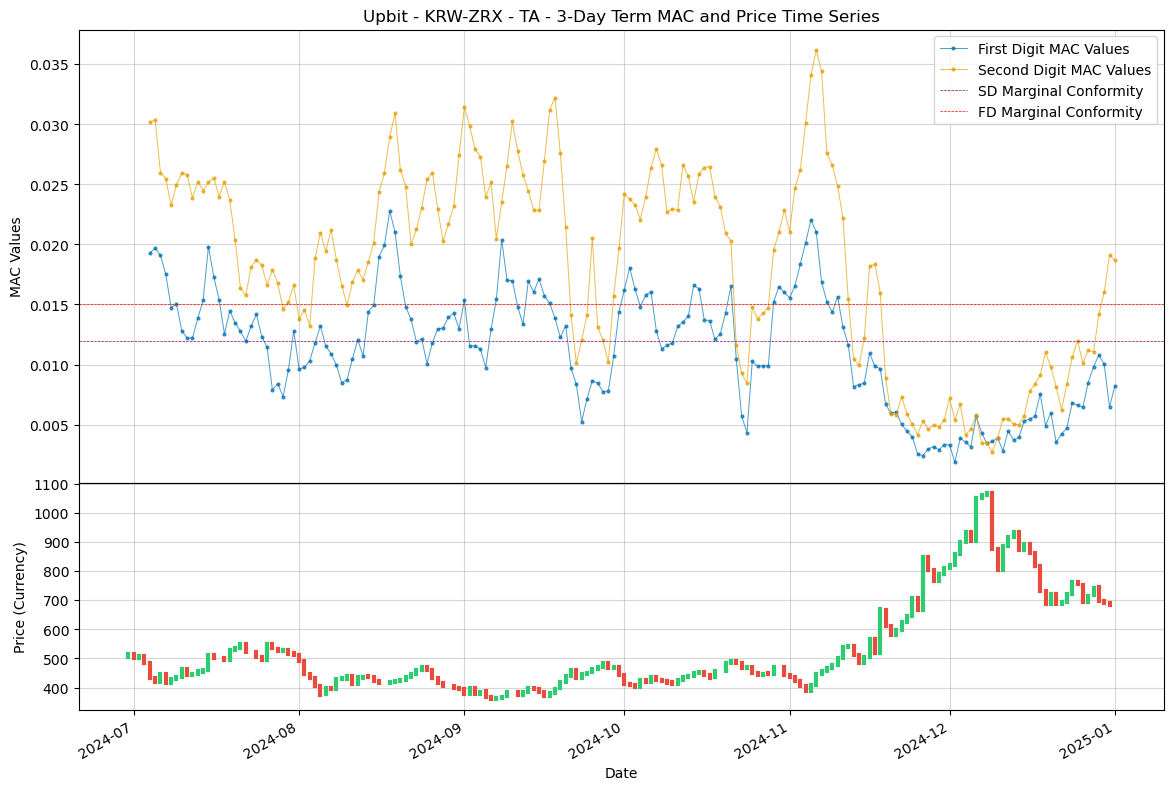 Upbit - KRW-ZRX - TA - 3-Day Term MAC and Price Time Series
MAC Values
0.035
0.030
0.025
0.020
0.015
0.010
0.005
First Digit MAC Values
Second Digit MAC Values
SD Marginal Conformity
FD Marginal Conformity
Price (Currency)
1100
1000
900
800
700
600
500
400
2024-07
2024-08
2024-09
2024-10
2024-11
2024-12
2025-01
Date